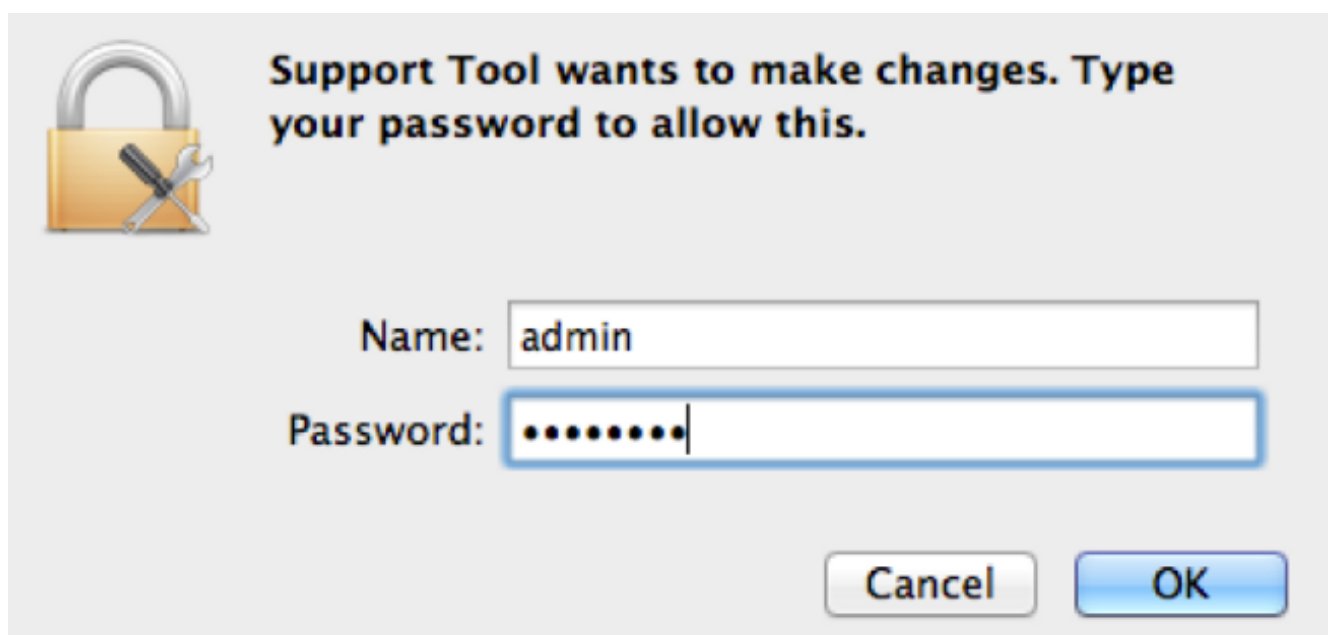 Support Tool wants to make changes. Type
your password to allow this.
Name: admin
Password: ••••••••
Cancel OK